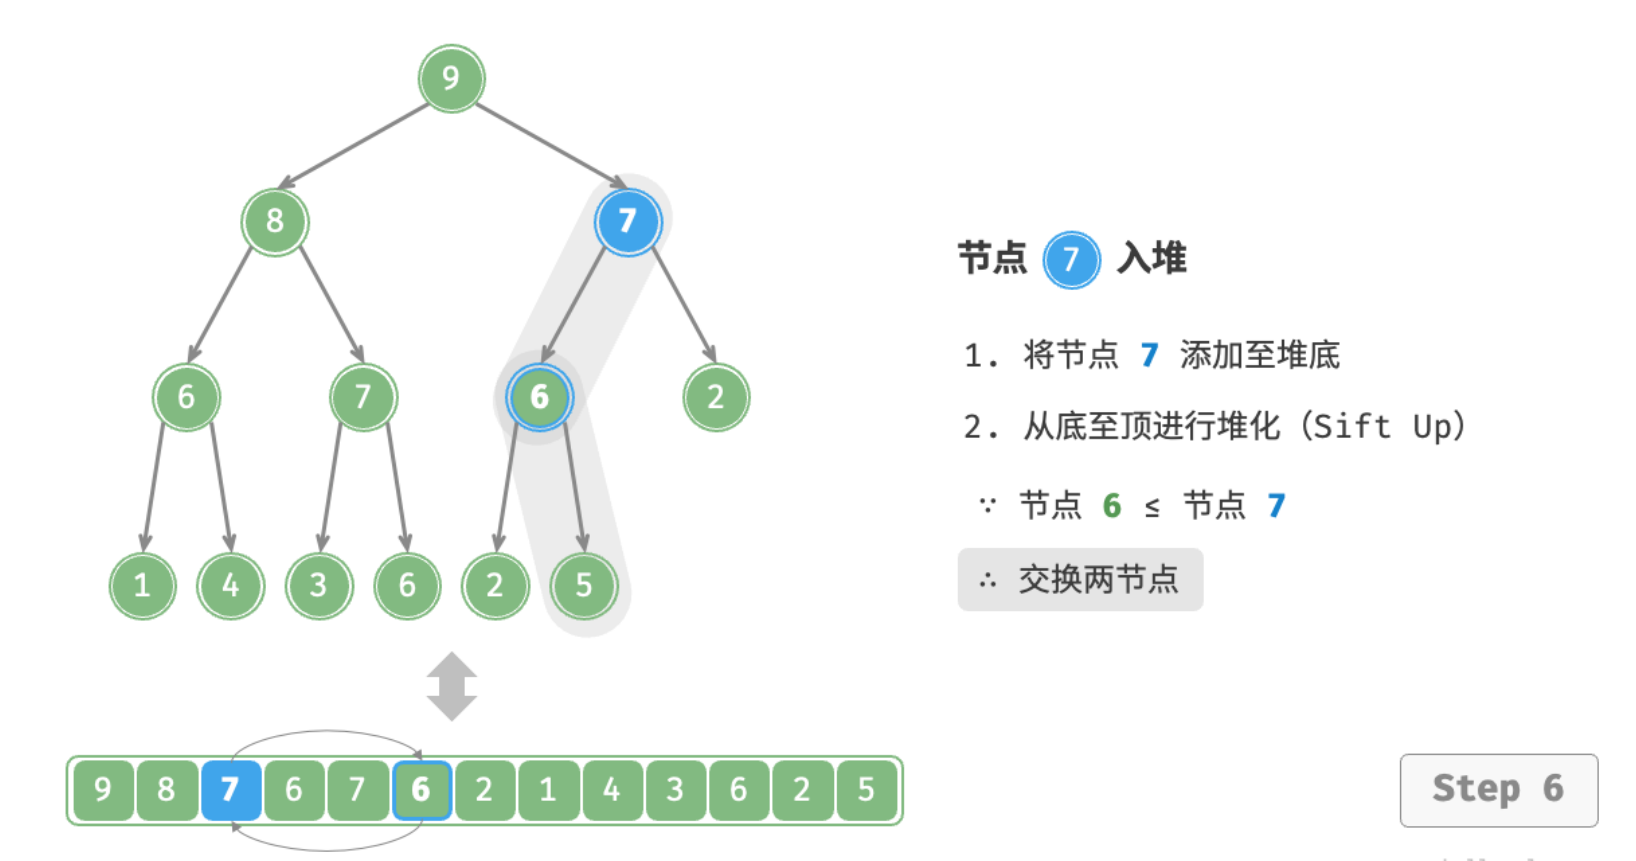 9
8 7
6 7 6 2
1 4 3 6 2 5
9 8 7 6 7 6 2 1 4 3 6 2 5
节点 7 入堆
1. 将节点 7 添加至堆底
2. 从底至顶进行堆化（Sift Up）
∵ 节点 6 ≤ 节点 7
∴ 交换两节点
Step 6